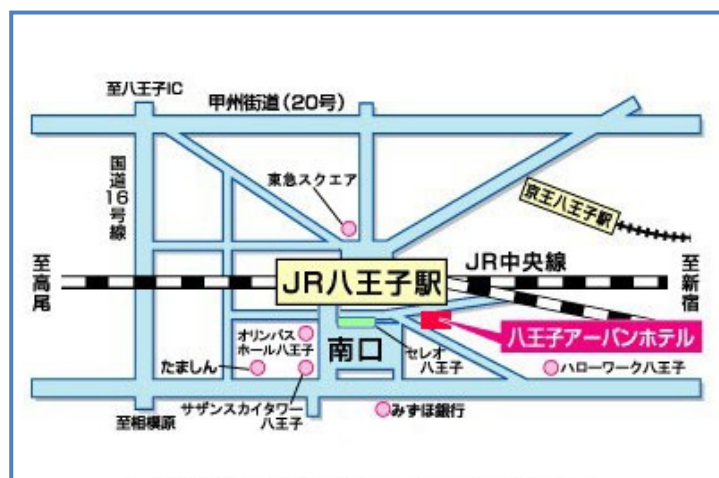 至八王子IC
甲州街道(20号)
国道16号線
東急スクエア
京王八王子駅
至高尾
JR八王子駅
JR中央線
至新宿
オリンパス
ホール八王子
南口
セレオ
八王子
八王子アーバンホテル
たましん
ハローワーク八王子
サザンスカイタワー
八王子
至相模原
みずほ銀行